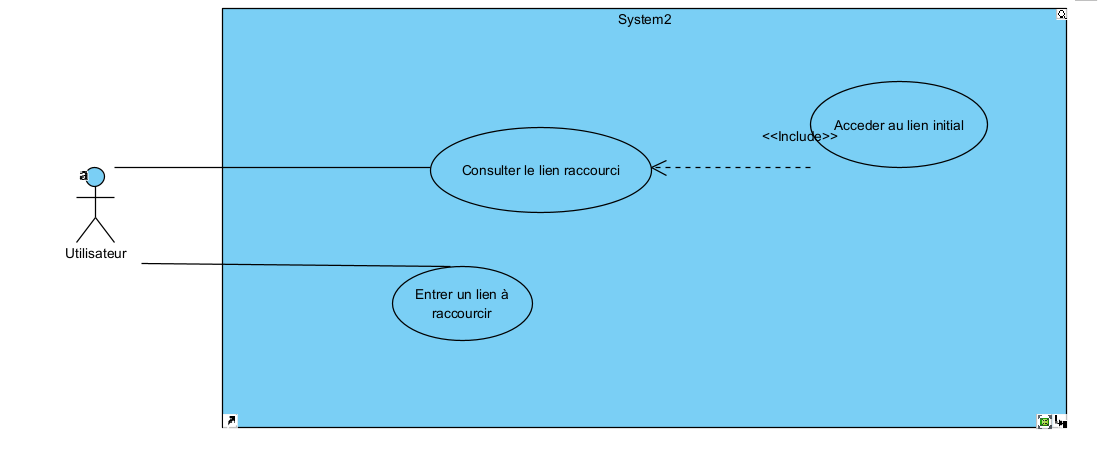 System2
Acceder au lien initial
<<Include>>
Consulter le lien raccourci
a
Utilisateur
Entrer un lien à
raccourcir